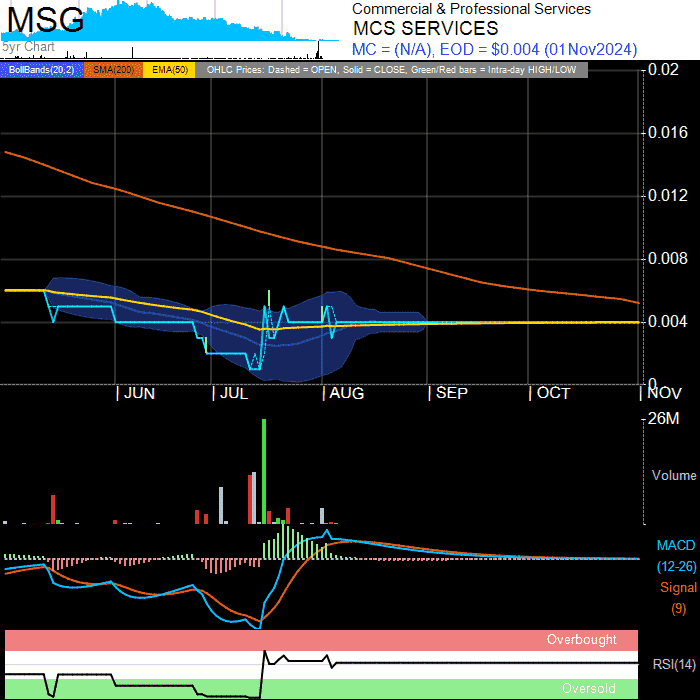 MSG
5yr Chart
Commercial & Professional Services
MCS SERVICES
MC = (N/A), EOD = $0.004 (01Nov2024)
BollBands(20,2) SMA(200) EMA(50) OHLC Prices: Dashed = OPEN, Solid = CLOSE, Green/Red bars = Intra-day HIGH/LOW
0.02
0.016
0.012
0.008
0.004
0
JUN JUL AUG SEP OCT NOV
26M
Volume
MACD
(12-26)
Signal
(9)
Overbought
RSI(14)
Oversold